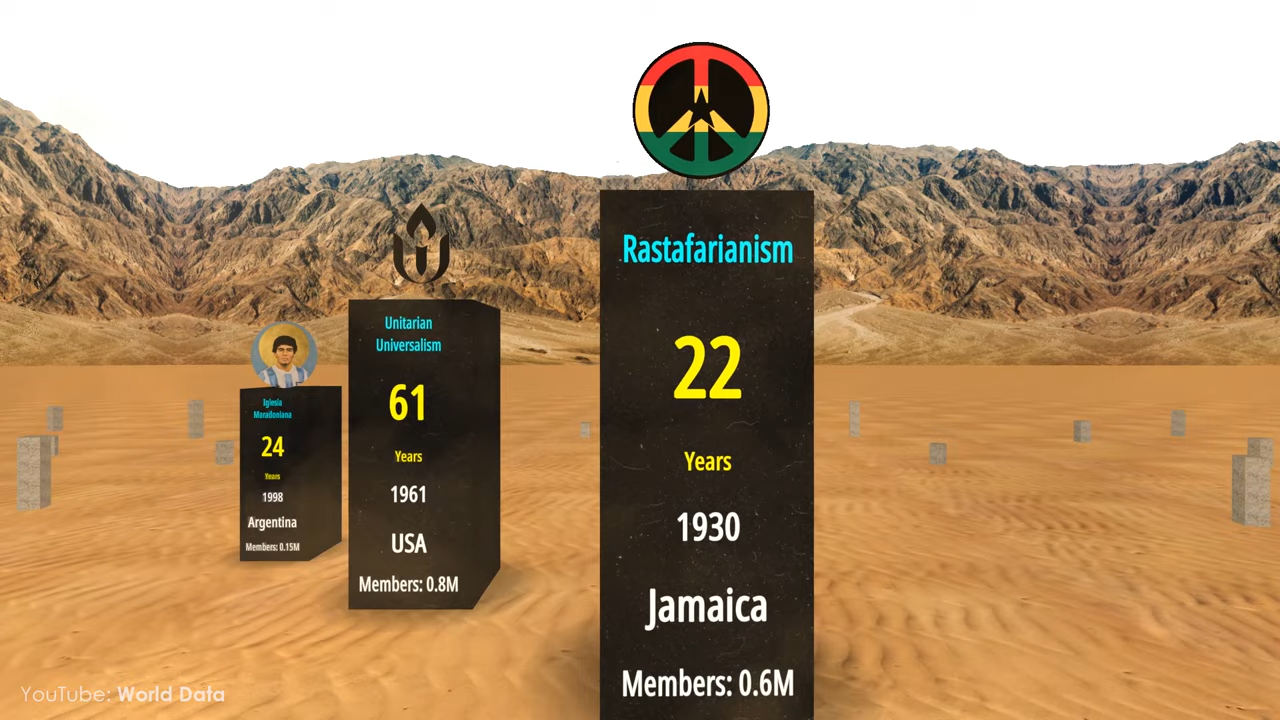 Iglesia
Maradoniana
24
Years
1998
Argentina
Members: 0.15M
Unitarian
Universalism
61
Years
1961
USA
Members: 0.8M
Rastafarianism
22
Years
1930
Jamaica
Members: 0.6M
YouTube: World Data